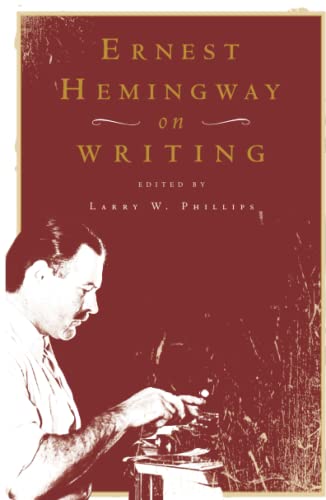 ERNEST
HEMINGWAY
on
WRITING
EDITED BY
LARRY W. PHILLIPS